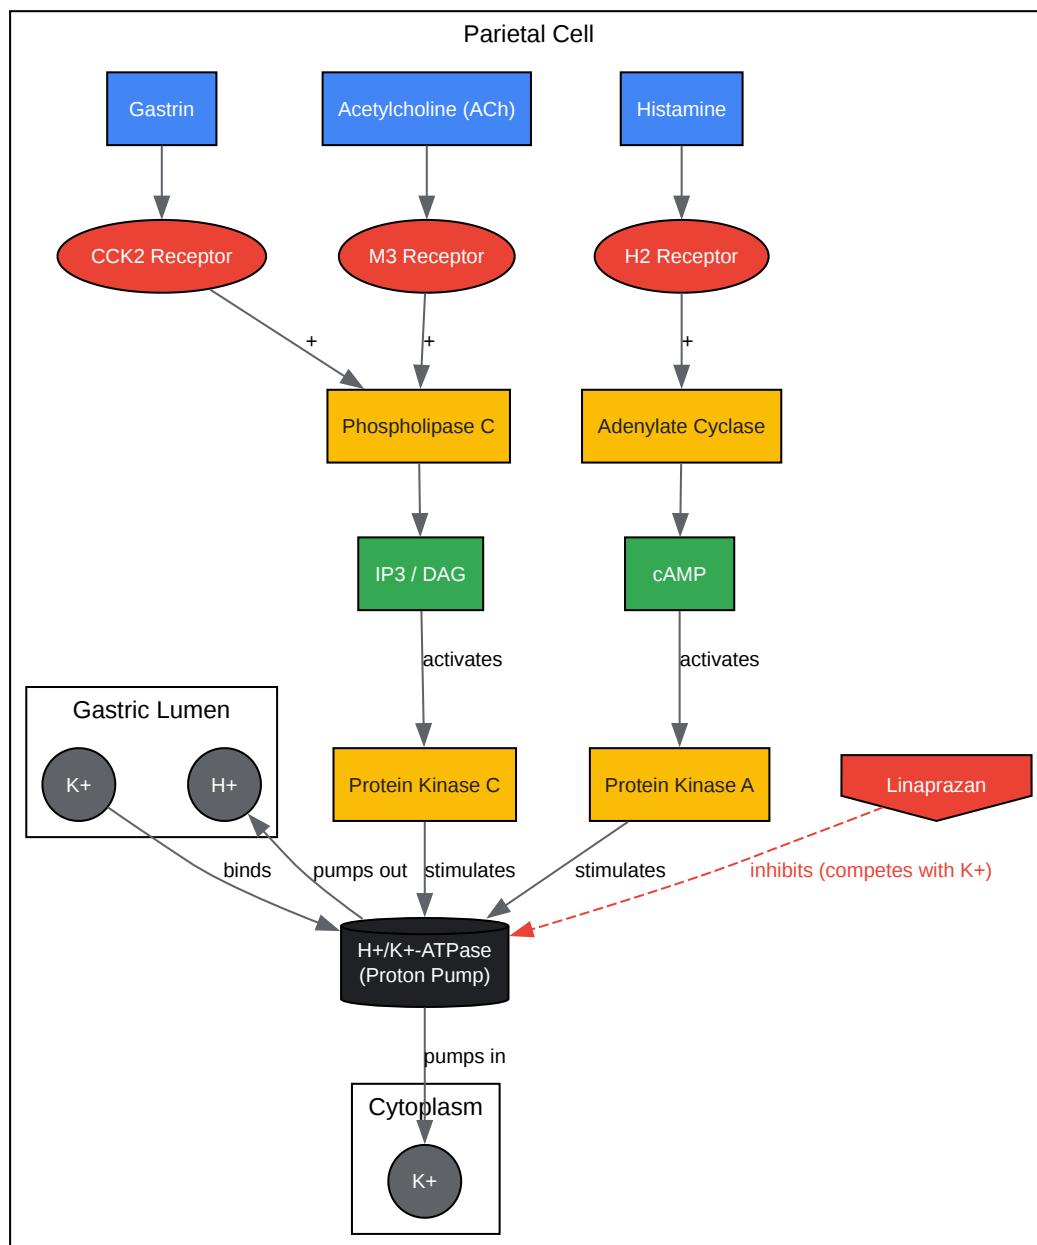 Parietal Cell
Gastrin
Acetylcholine (ACh)
Histamine
CCK2 Receptor
M3 Receptor
H2 Receptor
+
+
+
Phospholipase C
Adenylate Cyclase
IP3 / DAG
cAMP
activates
activates
Gastric Lumen
K+
H+
Protein Kinase C
Protein Kinase A
Linaprazan
binds
pumps out
stimulates
stimulates
inhibits (competes with K+)
H+/K+-ATPase
(Proton Pump)
pumps in
Cytoplasm
K+